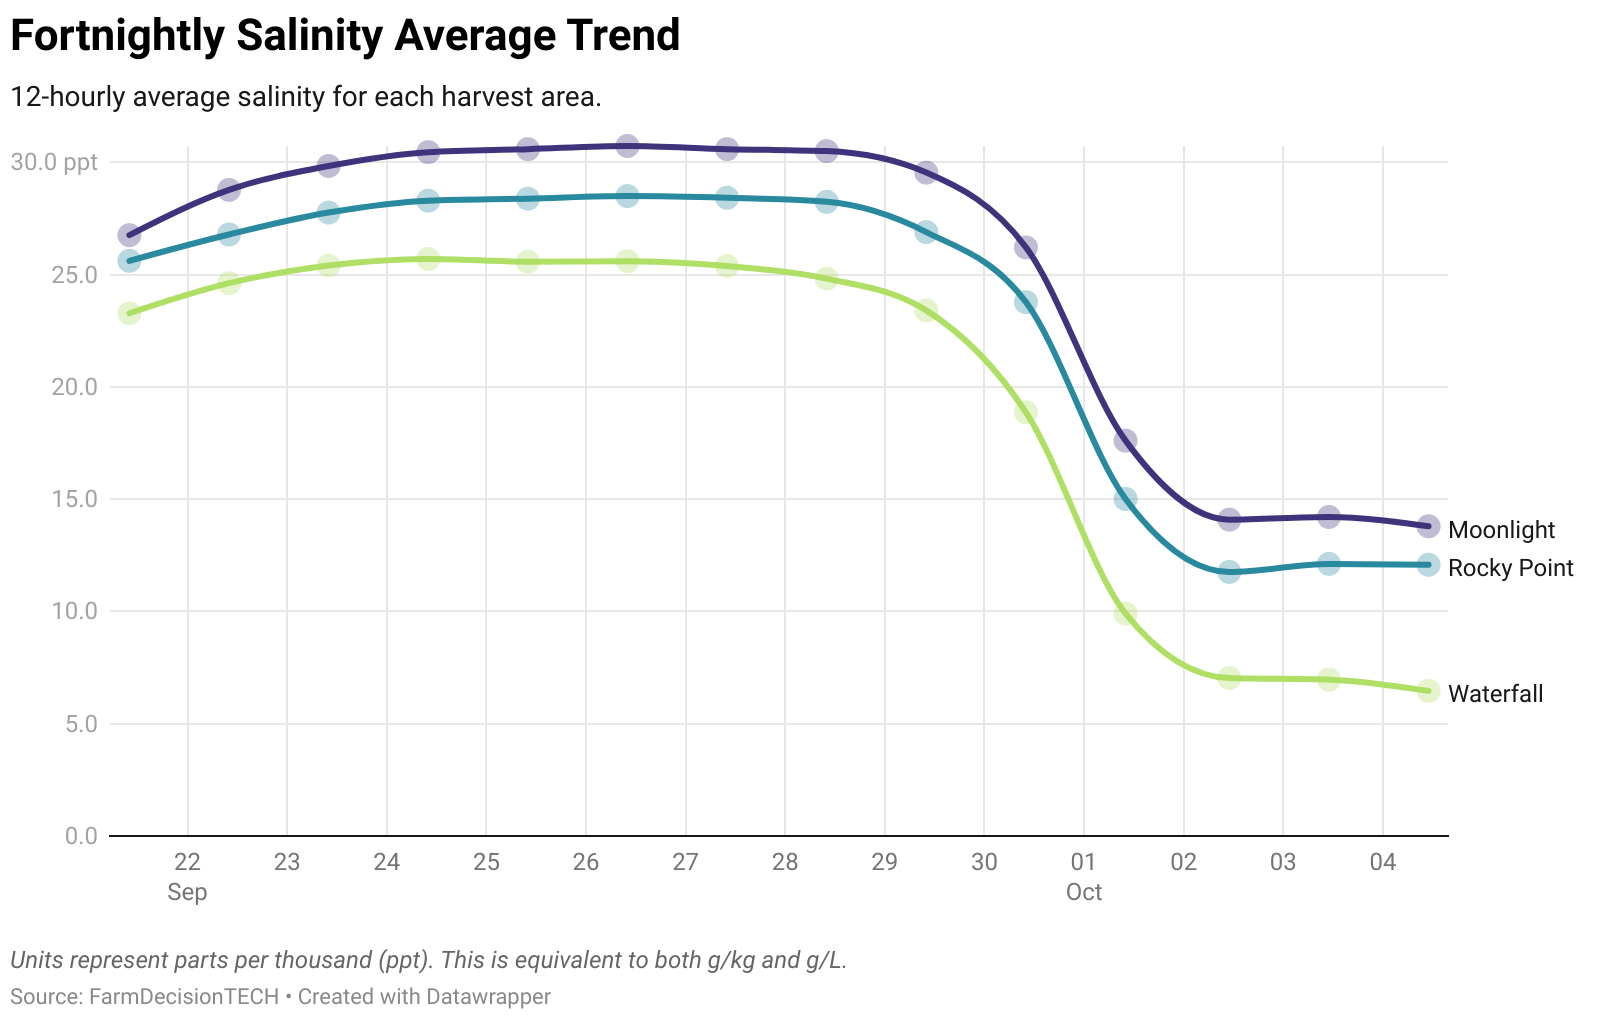 Fortnightly Salinity Average Trend
12-hourly average salinity for each harvest area.
30.0 ppt
25.0
20.0
15.0
10.0
5.0
0.0
Moonlight
Rocky Point
Waterfall
22 23 24 25 26 27 28 29 30 01 02 03 04
Sep Oct
Units represent parts per thousand (ppt). This is equivalent to both g/kg and g/L.
Source: FarmDecisionTECH • Created with Datawrapper